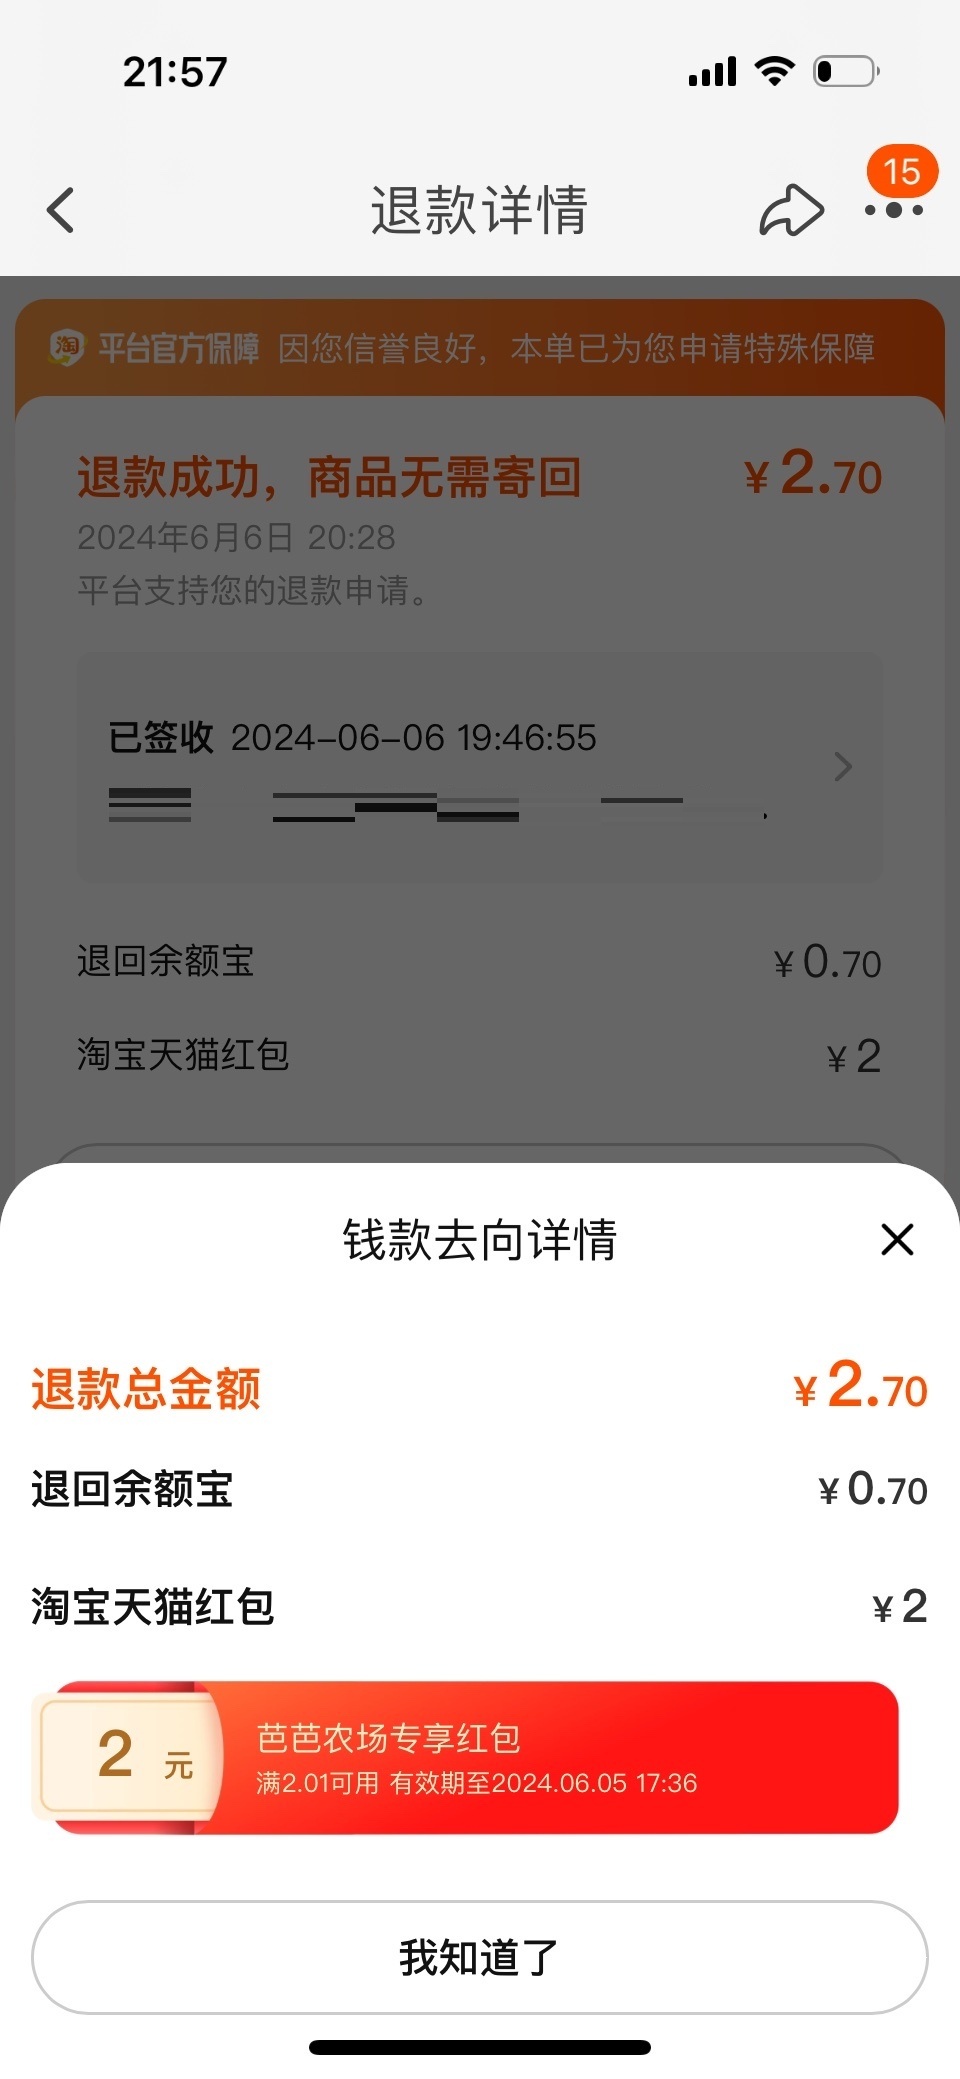 21:57
退款详情
15
淘 平台官方保障 因您信誉良好，本单已为您申请特殊保障
退款成功，商品无需寄回 ¥2.70
2024年6月6日 20:28
平台支持您的退款申请。
已签收 2024-06-06 19:46:55
退回余额宝 ¥0.70
淘宝天猫红包 ¥2
钱款去向详情
退款总金额 ¥2.70
退回余额宝 ¥0.70
淘宝天猫红包 ¥2
2 元
芭芭农场专享红包
满2.01可用 有效期至2024.06.05 17:36
我知道了